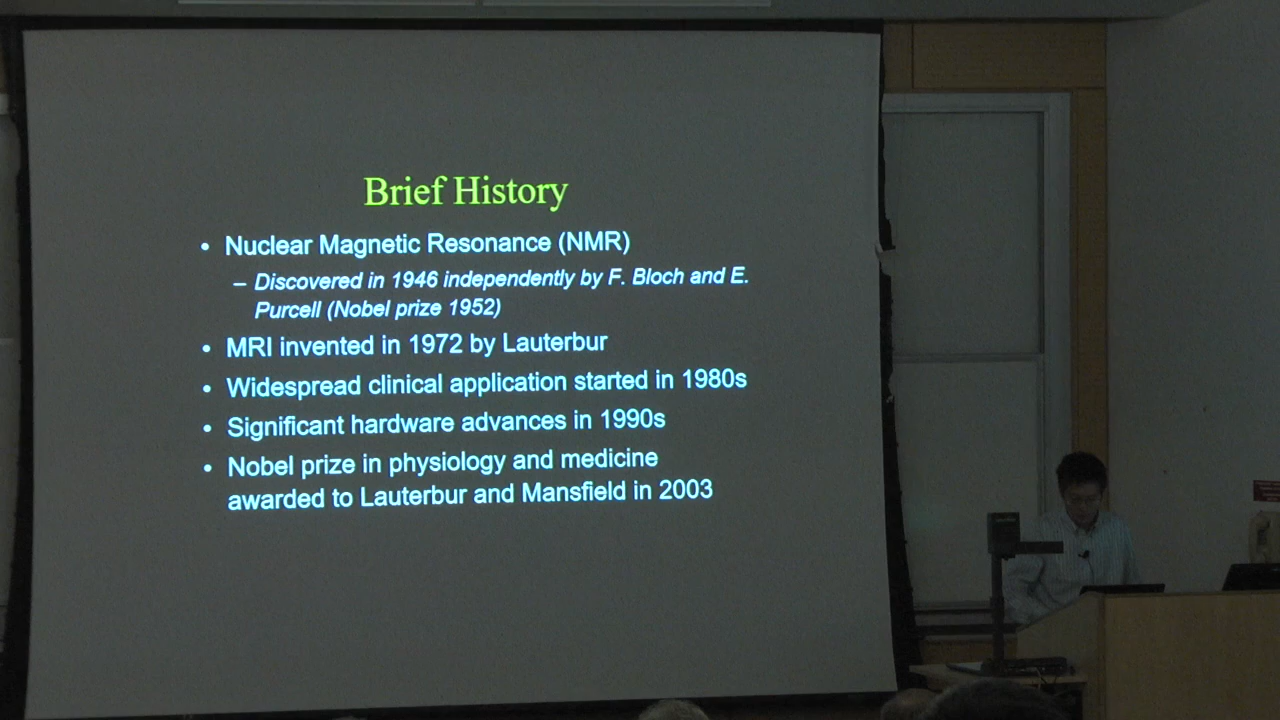 Brief History
• Nuclear Magnetic Resonance (NMR)
– Discovered in 1946 independently by F. Bloch and E.
Purcell (Nobel prize 1952)
• MRI invented in 1972 by Lauterbur
• Widespread clinical application started in 1980s
• Significant hardware advances in 1990s
• Nobel prize in physiology and medicine
awarded to Lauterbur and Mansfield in 2003